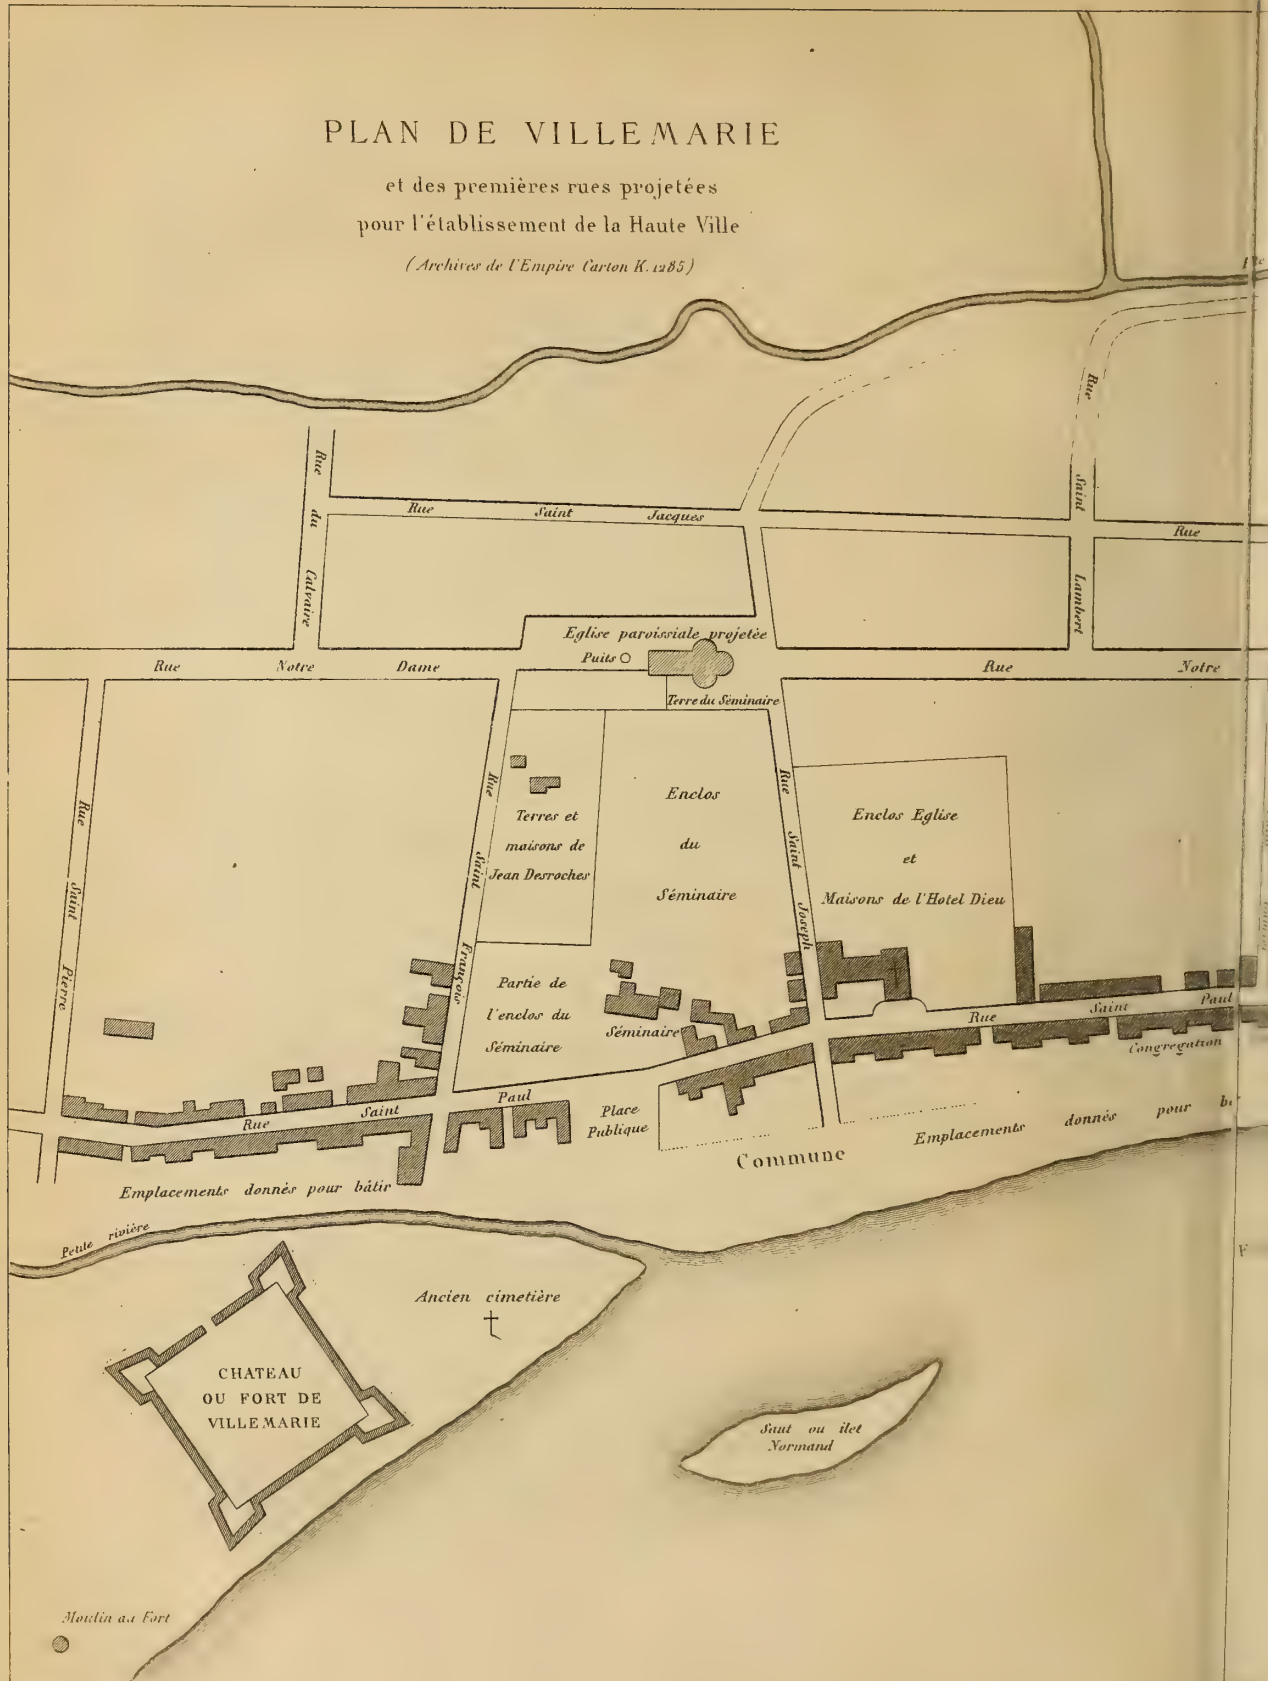 PLAN DE VILLEMARIE
et des premières rues projetées
pour l'établissement de la Haute Ville
(Archives de l'Empire Carton K. 1285)
Rue
Saint
Lambert
Rue
du
Calvaire
Rue Saint Jacques
Rue
Eglise paroissiale projetée
Puits
Rue Notre Dame
Rue Notre
Terre du Séminaire
Rue
Saint
Pierre
Rue
Saint
François
Terres et
maisons de
Jean Desroches
Enclos
du
Séminaire
Rue
Saint
Joseph
Enclos Eglise
et
Maisons de l'Hotel Dieu
Partie de
l'enclos du
Séminaire
Séminaire
Rue Saint Paul
Congregation
Rue Saint Paul
Place
Publique
Commune
Emplacements donnés pour
Emplacements donnés pour bâtir
Petite rivière
Ancien cimetière
CHATEAU
OU FORT DE
VILLEMARIE
Saut ou ilet
Normand
Moulin au Fort